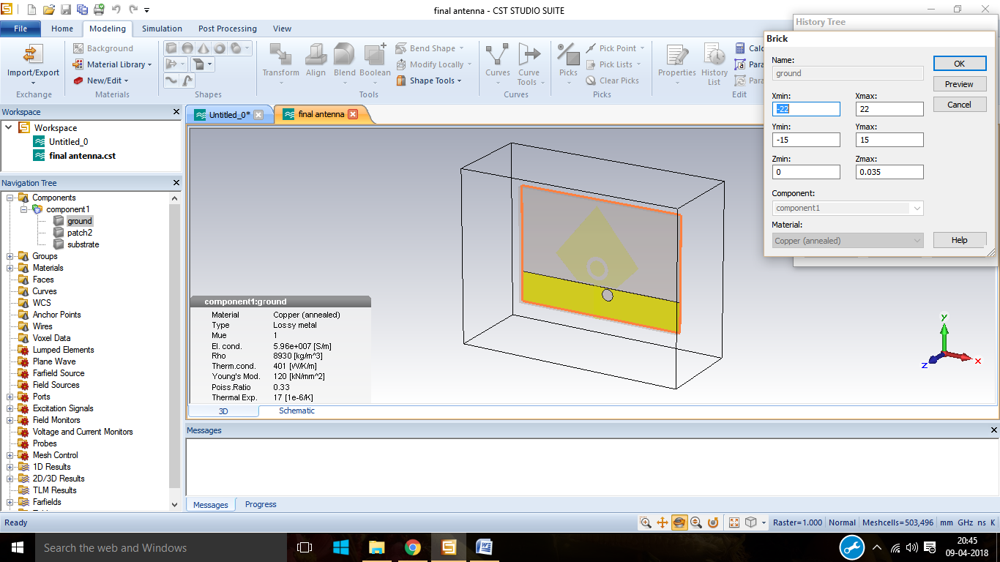 final antenna - CST STUDIO SUITE
File Home Modeling Simulation Post Processing View
History Tree
Import/Export
Exchange
Background
Material Library
New/Edit
Materials
Shapes
Transform Align Blend Boolean
Bend Shape
Modify Locally
Shape Tools
Tools
Curves Curve Tools
Curves
Picks
Pick Point
Pick Lists
Clear Picks
Picks
Properties History List
Calc
Para
Para
Edit
Brick
Name:
ground
OK
Preview
Cancel
Xmin: Xmax:
-22 22
Ymin: Ymax:
-15 15
Zmin: Zmax:
0 0.035
Component:
component1
Material:
Copper (annealed)
Help
Workspace
Workspace
Untitled_0
final antenna.cst
Untitled_0* final antenna
Navigation Tree
Components
component1
ground
patch2
substrate
Groups
Materials
Faces
Curves
WCS
Anchor Points
Wires
Voxel Data
Lumped Elements
Plane Wave
Farfield Source
Field Sources
Ports
Excitation Signals
Field Monitors
Voltage and Current Monitors
Probes
Mesh Control
1D Results
2D/3D Results
TLM Results
Farfields
component1:ground
Material Copper (annealed)
Type Lossy metal
Mue 1
El. cond. 5.96e+007 [S/m]
Rho 8930 [kg/m^3]
Therm.cond. 401 [W/K/m]
Young's Mod. 120 [kN/mm^2]
Poiss.Ratio 0.33
Thermal Exp. 17 [1e-6/K]
y
x
z
3D Schematic
Messages
Messages Progress
Ready
Raster=1.000 Normal Meshcells=503,496 mm GHz ns K
Search the web and Windows
20:45
09-04-2018